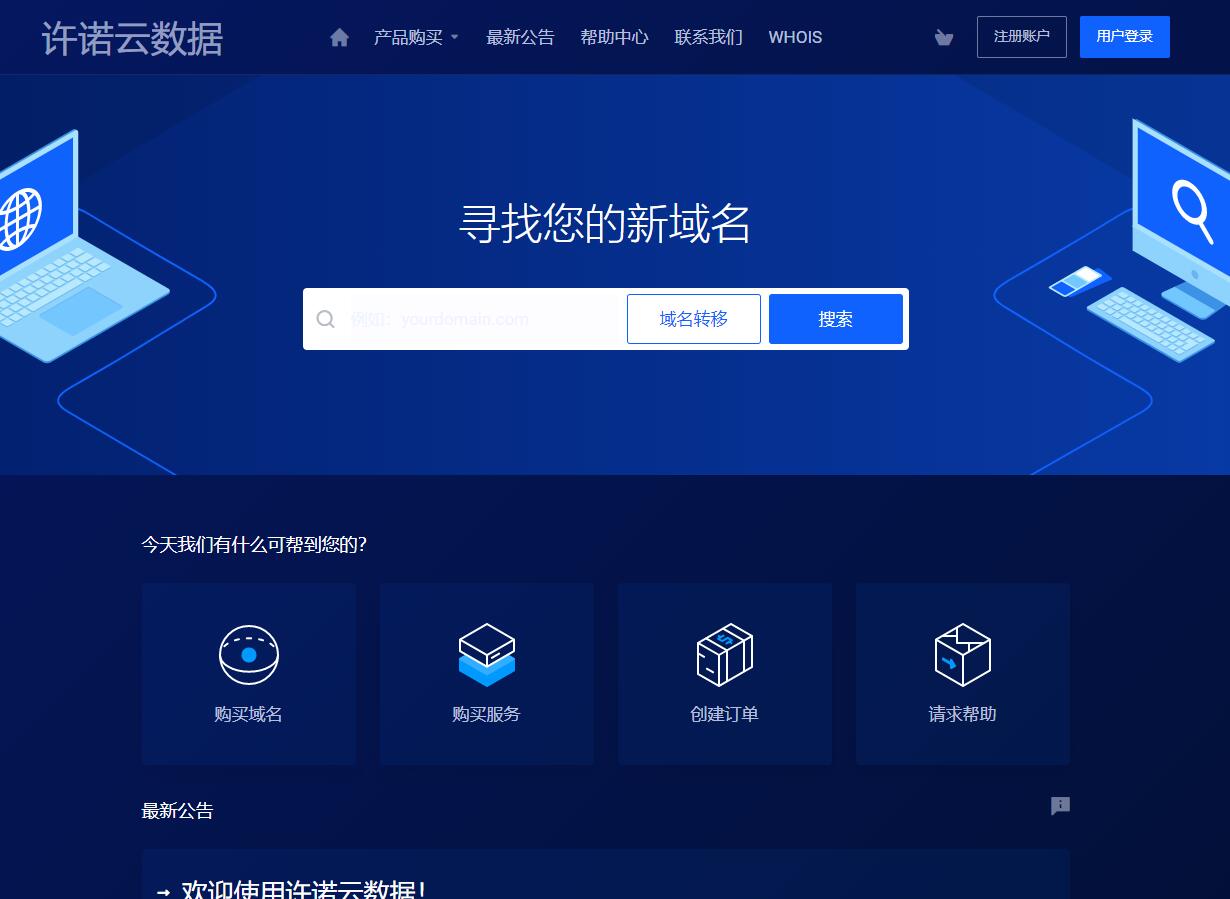 许诺云数据
产品购买
最新公告
帮助中心
联系我们
WHOIS
注册账户
用户登录
寻找您的新域名
例如：yourdomain.com
域名转移
搜索
今天我们有什么可帮到您的？
购买域名
购买服务
创建订单
请求帮助
最新公告
欢迎使用许诺云数据！